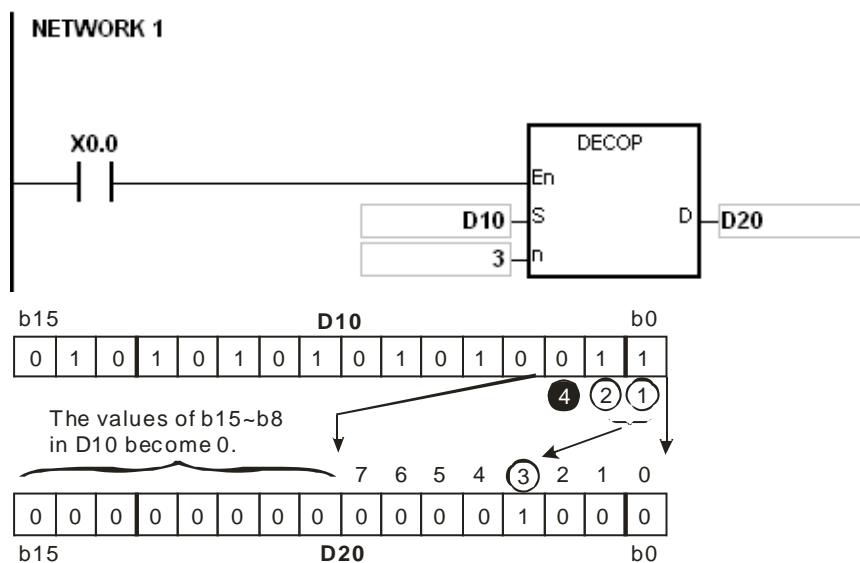 NETWORK 1
X0.0
DECOP
En
D10 S D D20
3 n
b15 D10 b0
0 1 0 1 0 1 0 1 0 1 0 1 0 0 1 1
4 2 1
The values of b15~b8
in D10 become 0.
7 6 5 4 3 2 1 0
0 0 0 0 0 0 0 0 0 0 0 0 1 0 0 0
b15 D20 b0